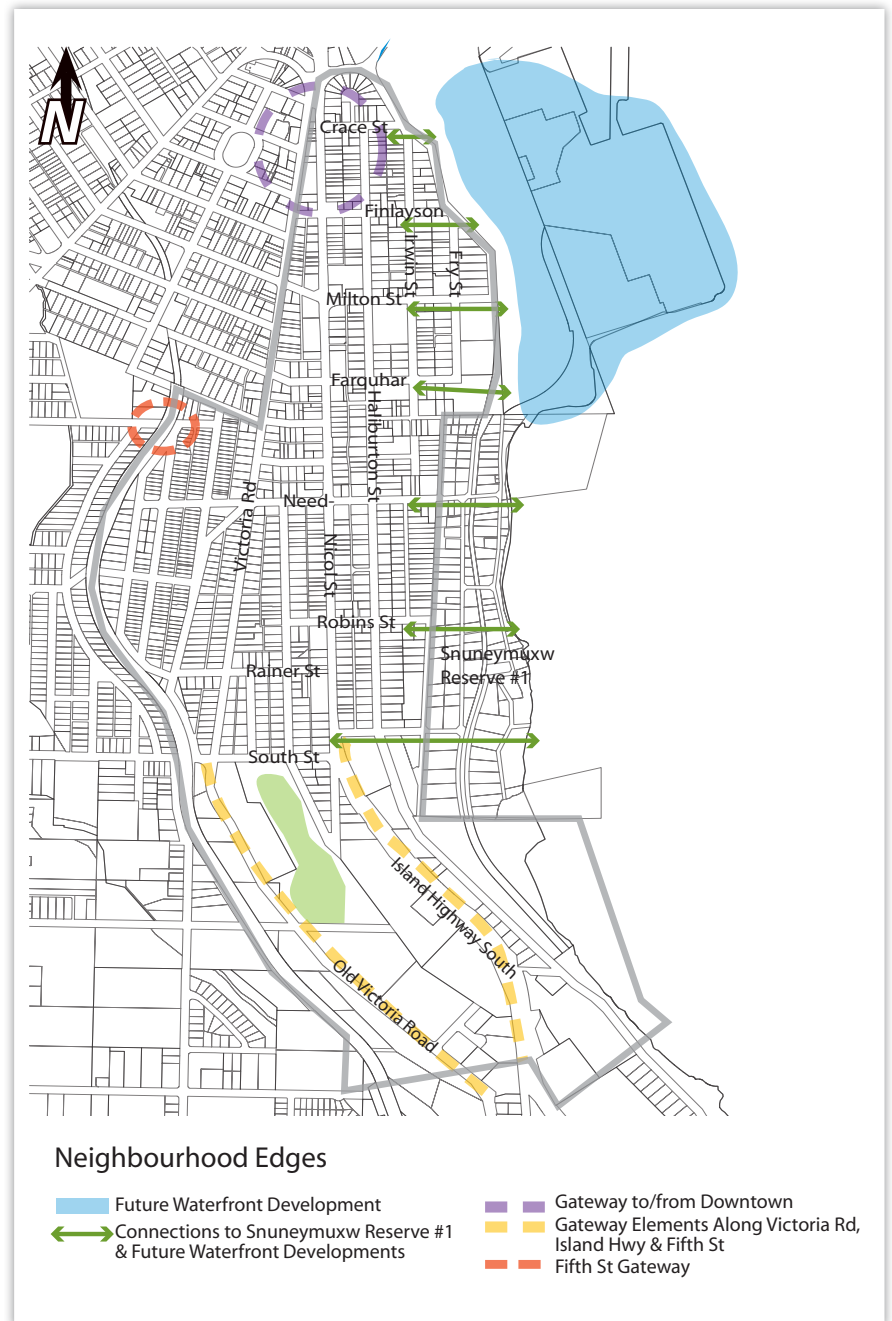 N
Crace St
Finlayson
Irwin St
Fry St
Milton St
Farquhar
Haliburton St
Need-
Victoria Rd
Nicol St
Robins St
Snuneymuxw
Reserve #1
Rainer St
South St
Island Highway South
Old Victoria Road
Neighbourhood Edges
Future Waterfront Development
Connections to Snuneymuxw Reserve #1
& Future Waterfront Developments
Gateway to/from Downtown
Gateway Elements Along Victoria Rd,
Island Hwy & Fifth St
Fifth St Gateway